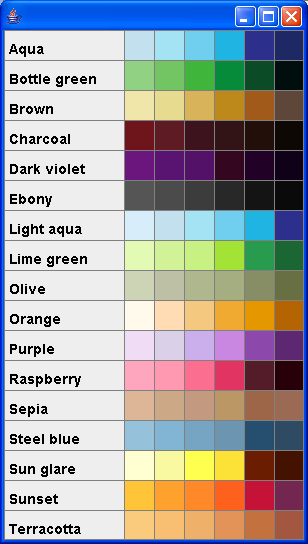 Aqua
Bottle green
Brown
Charcoal
Dark violet
Ebony
Light aqua
Lime green
Olive
Orange
Purple
Raspberry
Sepia
Steel blue
Sun glare
Sunset
Terracotta